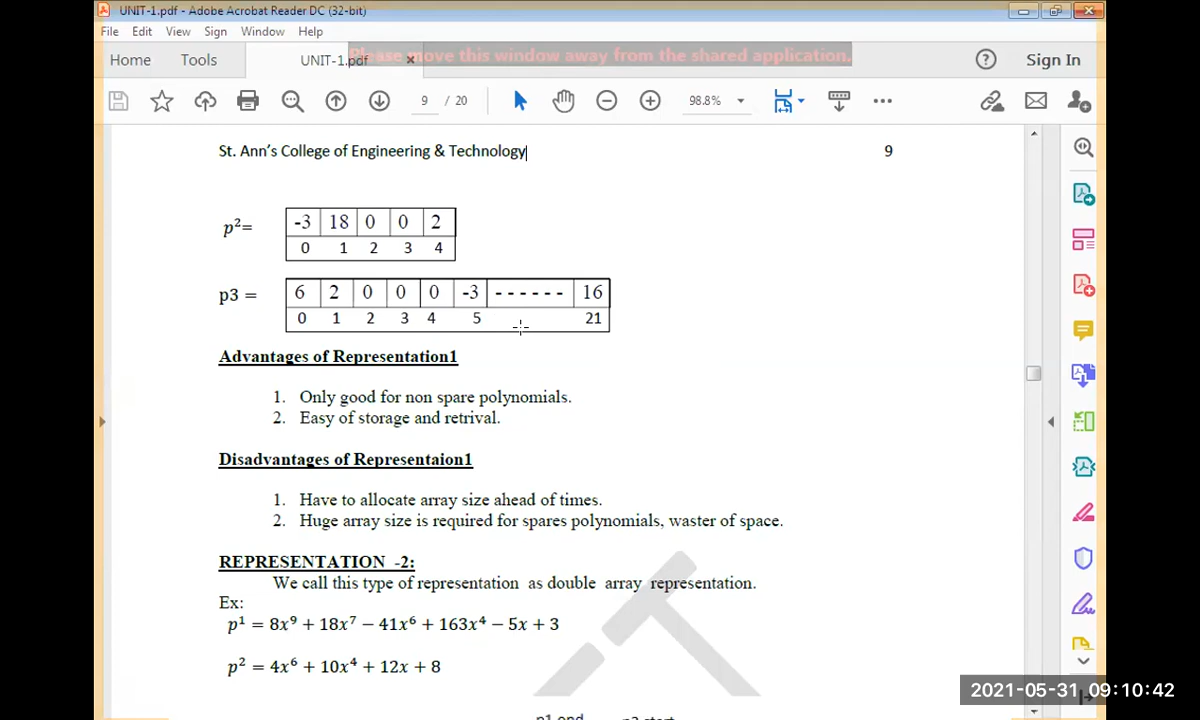 UNIT-1.pdf - Adobe Acrobat Reader DC (32-bit)
File Edit View Sign Window Help
Please move this window away from the shared application.
Home Tools UNIT-1.pdf × Sign In
9 / 20 98.8%
St. Ann's College of Engineering & Technology 9
p²= -3 18 0 0 2
0 1 2 3 4
p3 = 6 2 0 0 0 -3 - - - - - - 16
0 1 2 3 4 5 21
Advantages of Representation1
1. Only good for non spare polynomials.
2. Easy of storage and retrival.
Disadvantages of Representaion1
1. Have to allocate array size ahead of times.
2. Huge array size is required for spares polynomials, waster of space.
REPRESENTATION -2:
We call this type of representation as double array representation.
Ex:
p¹ = 8x⁹ + 18x⁷ − 41x⁶ + 163x⁴ − 5x + 3
p² = 4x⁶ + 10x⁴ + 12x + 8
p1 end p2 start
2021-05-31 09:10:42